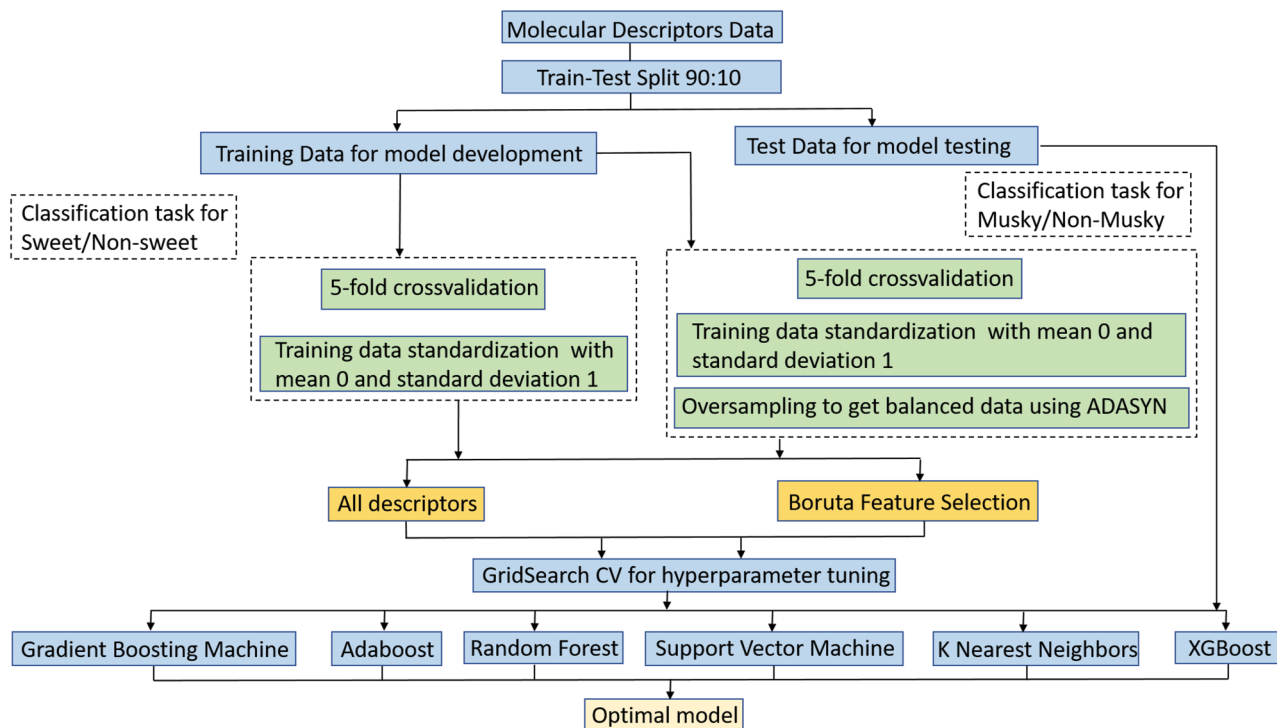 Molecular Descriptors Data
Train-Test Split 90:10
Training Data for model development
Test Data for model testing
Classification task for
Sweet/Non-sweet
Classification task for
Musky/Non-Musky
5-fold crossvalidation
Training data standardization with
mean 0 and standard deviation 1
5-fold crossvalidation
Training data standardization with mean 0 and
standard deviation 1
Oversampling to get balanced data using ADASYN
All descriptors
Boruta Feature Selection
GridSearch CV for hyperparameter tuning
Gradient Boosting Machine
Adaboost
Random Forest
Support Vector Machine
K Nearest Neighbors
XGBoost
Optimal model